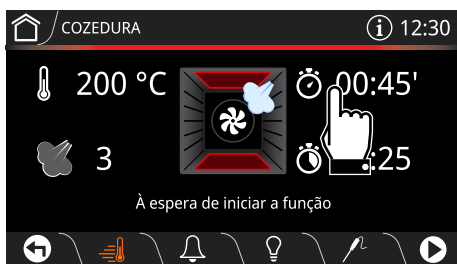 COZEDURA
i 12:30
200 °C
00:45'
3
:25
À espera de iniciar a função